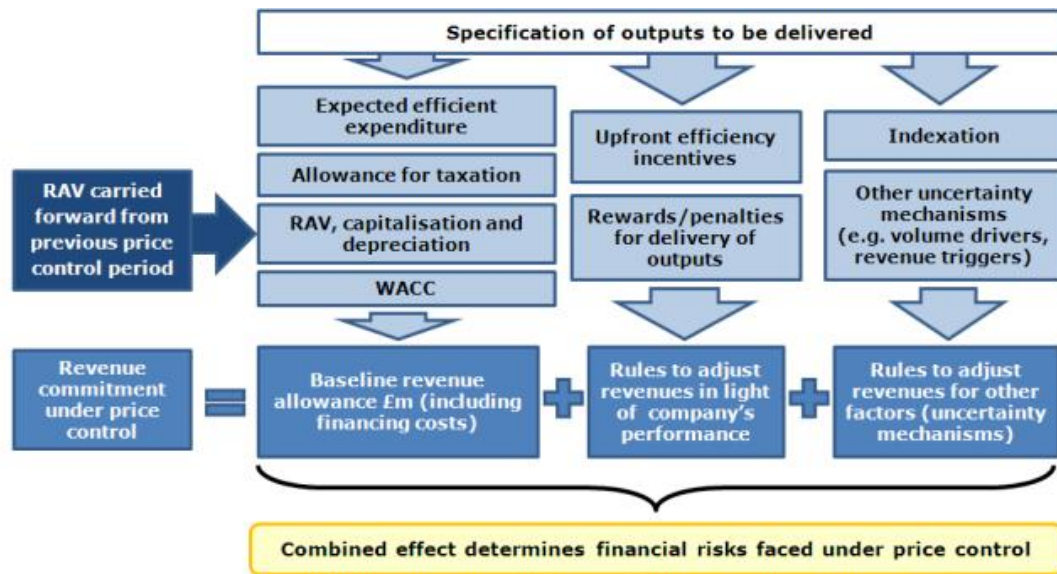 Specification of outputs to be delivered
Expected efficient
expenditure
Allowance for taxation
RAV, capitalisation and
depreciation
WACC
Upfront efficiency
incentives
Rewards/penalties
for delivery of
outputs
Indexation
Other uncertainty
mechanisms
(e.g. volume drivers,
revenue triggers)
RAV carried
forward from
previous price
control period
Revenue
commitment
under price
control
=
Baseline revenue
allowance £m (including
financing costs)
+
Rules to adjust
revenues in light
of company's
performance
+
Rules to adjust
revenues for other
factors (uncertainty
mechanisms)
Combined effect determines financial risks faced under price control